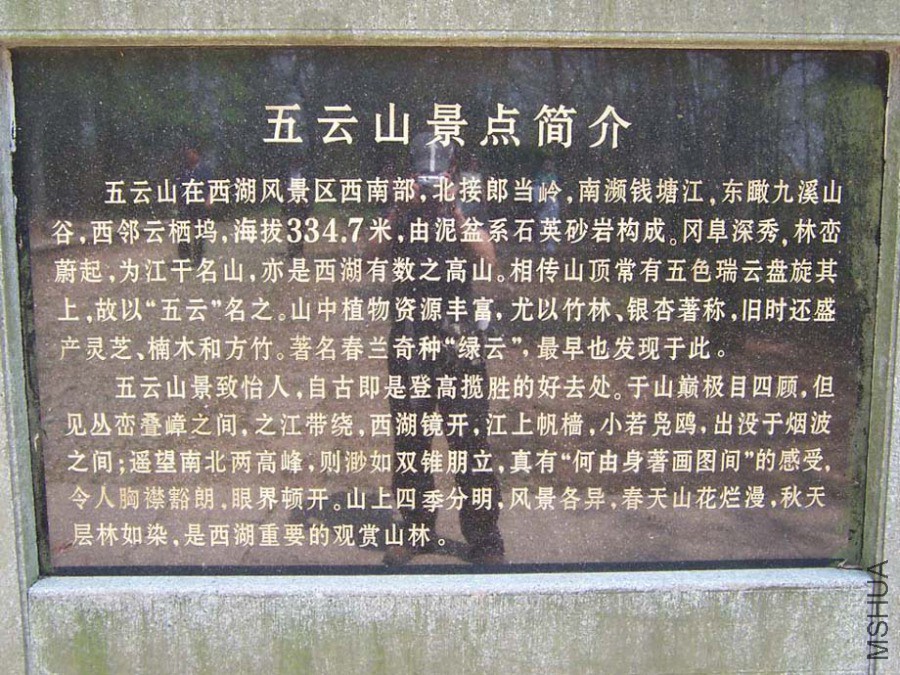 五云山景点简介
五云山在西湖风景区西南部，北接郎当岭，南濒钱塘江，东瞰九溪山
谷，西邻云栖坞，海拔334.7米，由泥盆系石英砂岩构成。冈阜深秀，林峦
蔚起，为江干名山，亦是西湖有数之高山。相传山顶常有五色瑞云盘旋其
上，故以“五云”名之。山中植物资源丰富，尤以竹林、银杏著称，旧时还盛
产灵芝、楠木和方竹。著名春兰奇种“绿云”，最早也发现于此。
五云山景致怡人，自古即是登高揽胜的好去处。于山巅极目四顾，但
见丛峦叠嶂之间，之江带绕，西湖镜开，江上帆樯，小若凫鸥，出没于烟波
之间；遥望南北两高峰，则渺如双锥朋立，真有“何由身著画图间”的感受，
令人胸襟豁朗，眼界顿开。山上四季分明，风景各异，春天山花烂漫，秋天
层林如染，是西湖重要的观赏山林。
MSHUA